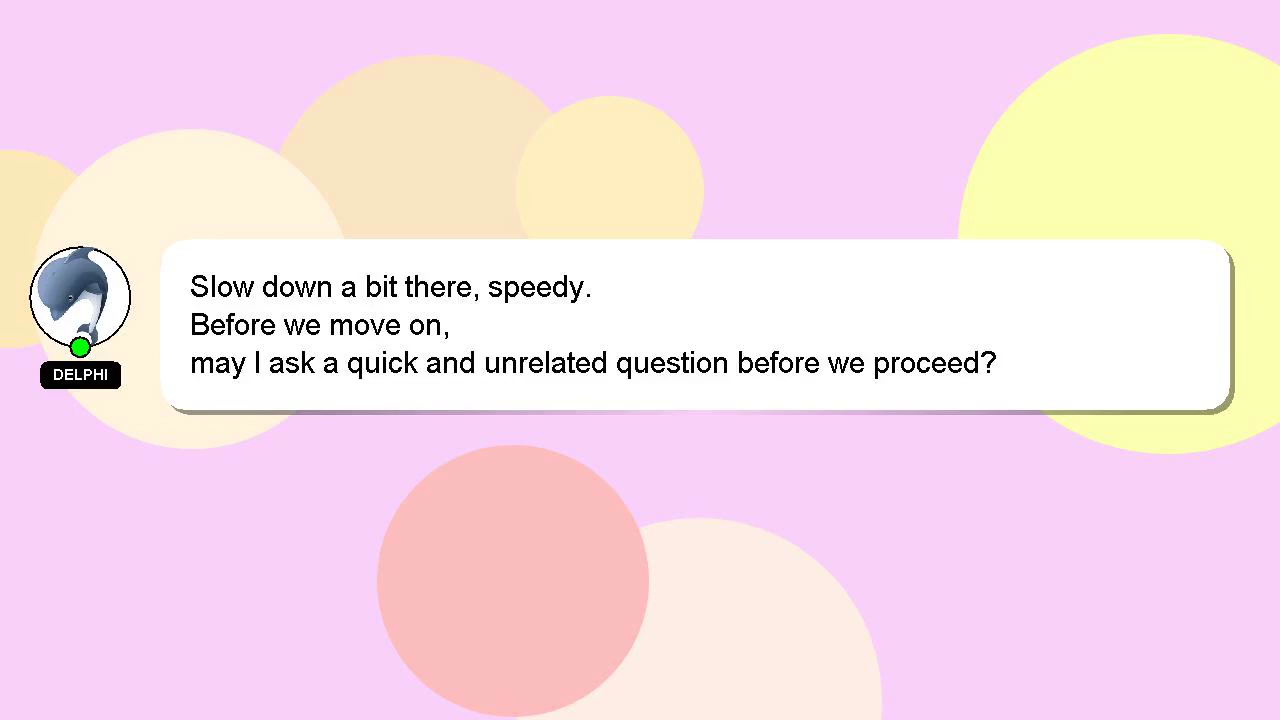 Slow down a bit there, speedy.
Before we move on,
may I ask a quick and unrelated question before we proceed?
DELPHI